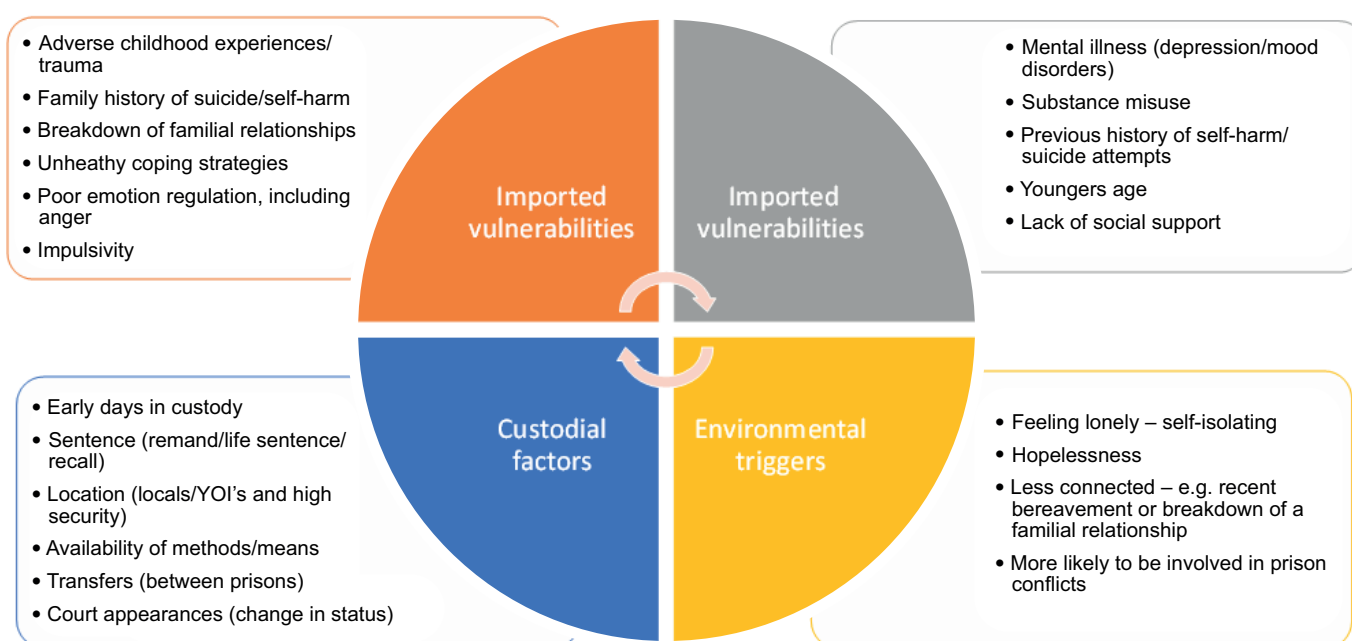 • Adverse childhood experiences/
trauma
• Family history of suicide/self-harm
• Breakdown of familial relationships
• Unheathy coping strategies
• Poor emotion regulation, including
anger
• Impulsivity
Imported
vulnerabilities
Imported
vulnerabilities
• Mental illness (depression/mood
disorders)
• Substance misuse
• Previous history of self-harm/
suicide attempts
• Youngers age
• Lack of social support
• Early days in custody
• Sentence (remand/life sentence/
recall)
• Location (locals/YOI's and high
security)
• Availability of methods/means
• Transfers (between prisons)
• Court appearances (change in status)
Custodial
factors
Environmental
triggers
• Feeling lonely – self-isolating
• Hopelessness
• Less connected – e.g. recent
bereavement or breakdown of a
familial relationship
• More likely to be involved in prison
conflicts